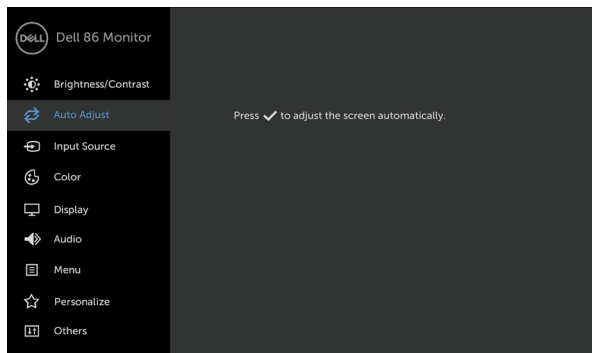 DELL
Dell 86 Monitor
Brightness/Contrast
Auto Adjust
Press ✓ to adjust the screen automatically.
Input Source
Color
Display
Audio
Menu
Personalize
Others